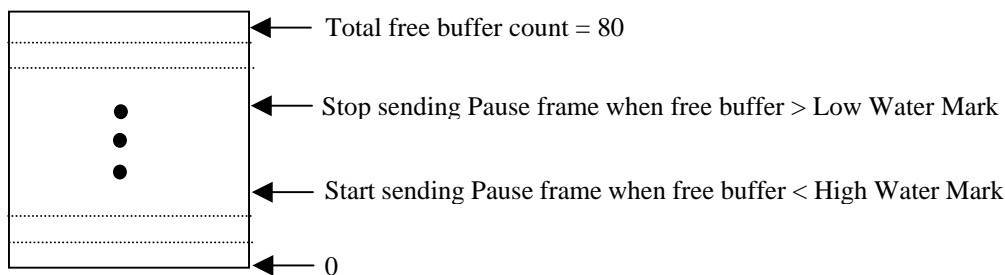 Total free buffer count = 80
Stop sending Pause frame when free buffer > Low Water Mark
Start sending Pause frame when free buffer < High Water Mark
0